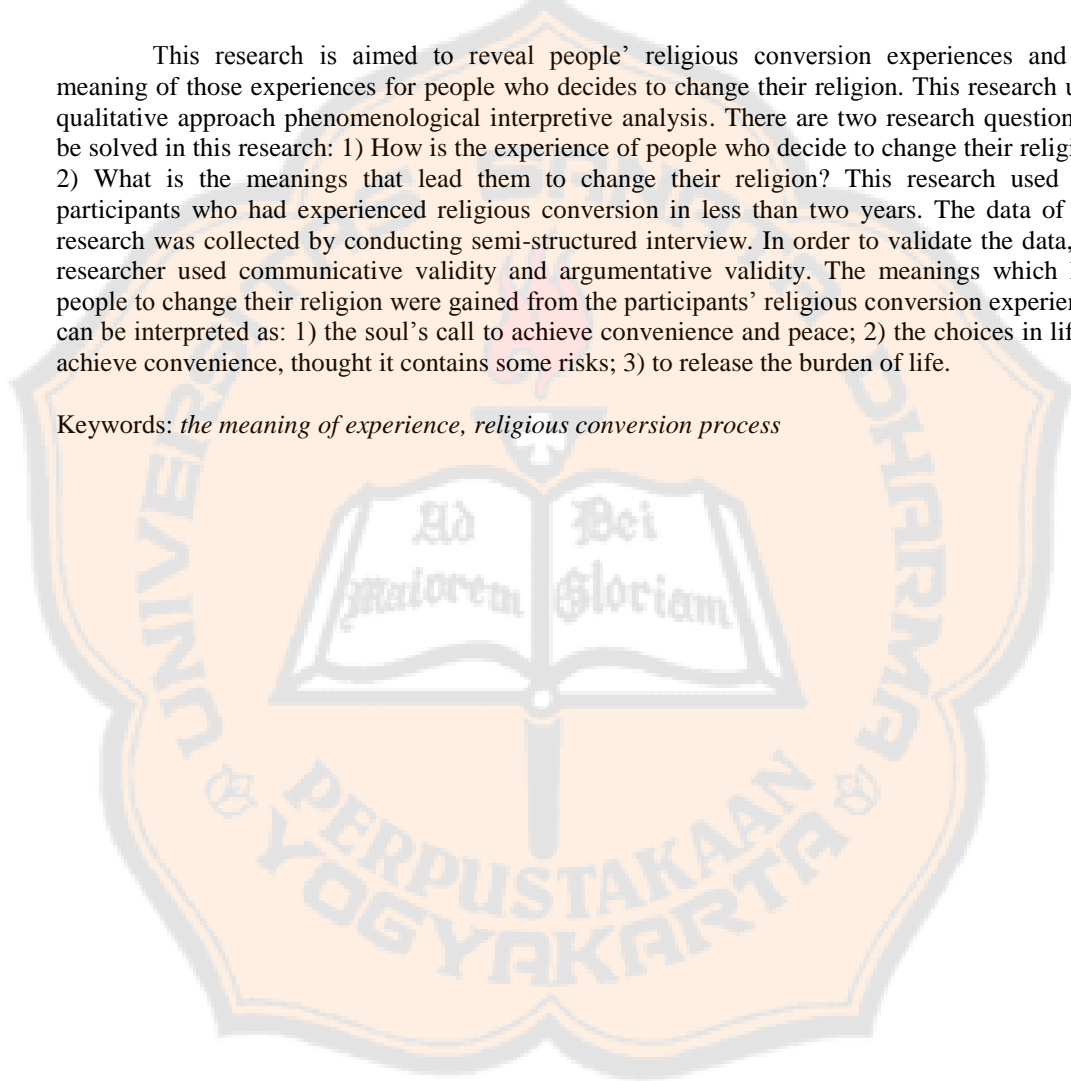 This research is aimed to reveal people’ religious conversion experiences and
meaning of those experiences for people who decides to change their religion. This research u
qualitative approach phenomenological interpretive analysis. There are two research question
be solved in this research: 1) How is the experience of people who decide to change their religi
2) What is the meanings that lead them to change their religion? This research used
participants who had experienced religious conversion in less than two years. The data of
research was collected by conducting semi-structured interview. In order to validate the data,
researcher used communicative validity and argumentative validity. The meanings which l
people to change their religion were gained from the participants’ religious conversion experien
can be interpreted as: 1) the soul’s call to achieve convenience and peace; 2) the choices in lif
achieve convenience, thought it contains some risks; 3) to release the burden of life.
Keywords: the meaning of experience, religious conversion process
UNIVERSITAS SANATA DHARMA
Ad Dei
Maiorem Gloriam
PERPUSTAKAAN
YOGYAKARTA